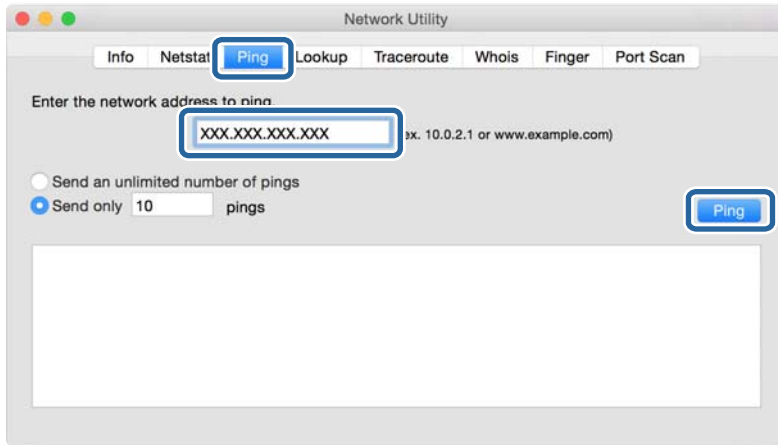 Network Utility
Info Netstat Ping Lookup Traceroute Whois Finger Port Scan
Enter the network address to ping.
XXX.XXX.XXX.XXX ex. 10.0.2.1 or www.example.com)
Send an unlimited number of pings
Send only 10 pings
Ping